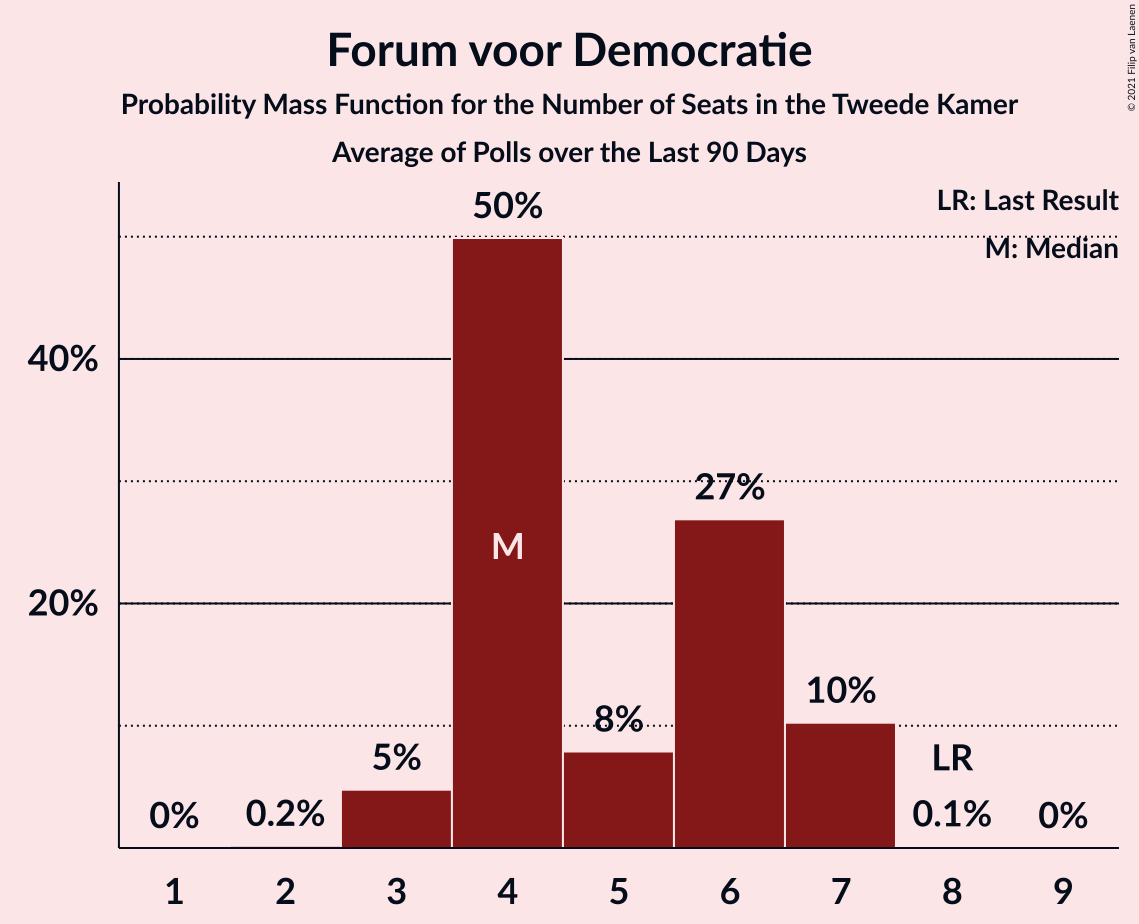 Forum voor Democratie
Probability Mass Function for the Number of Seats in the Tweede Kamer
Average of Polls over the Last 90 Days
© 2021 Filip van Laenen
LR: Last Result
M: Median
50%
40%
27%
M
20%
10%
8%
5%
LR
0%
0.2%
0.1%
0%
1 2 3 4 5 6 7 8 9